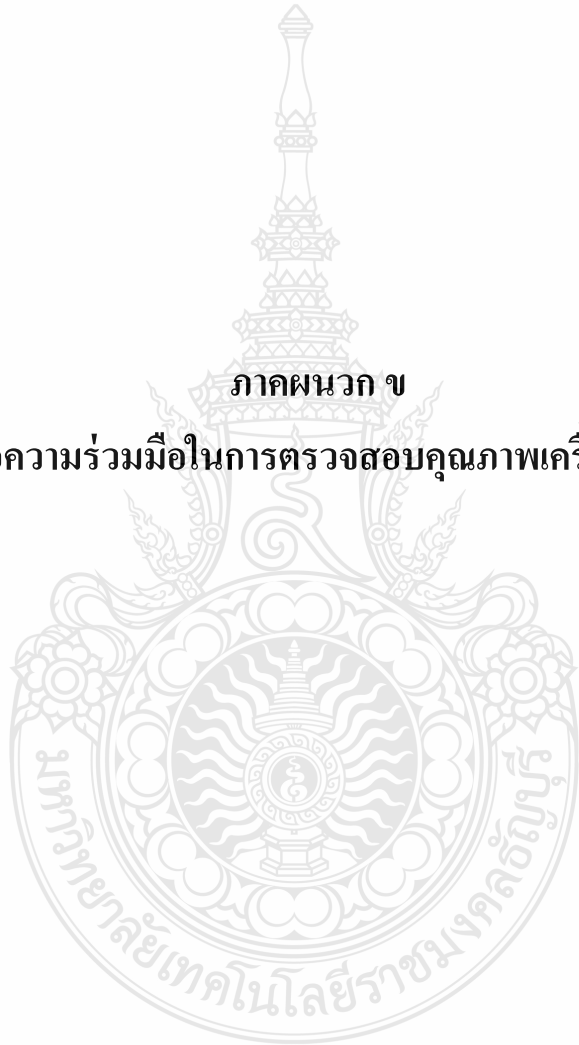 ภาคผนวก ข
ความร่วมมือในการตรวจสอบคุณภาพ
มหาวิทยาลัยเทคโนโลยีราชมงคลธัญบุรี